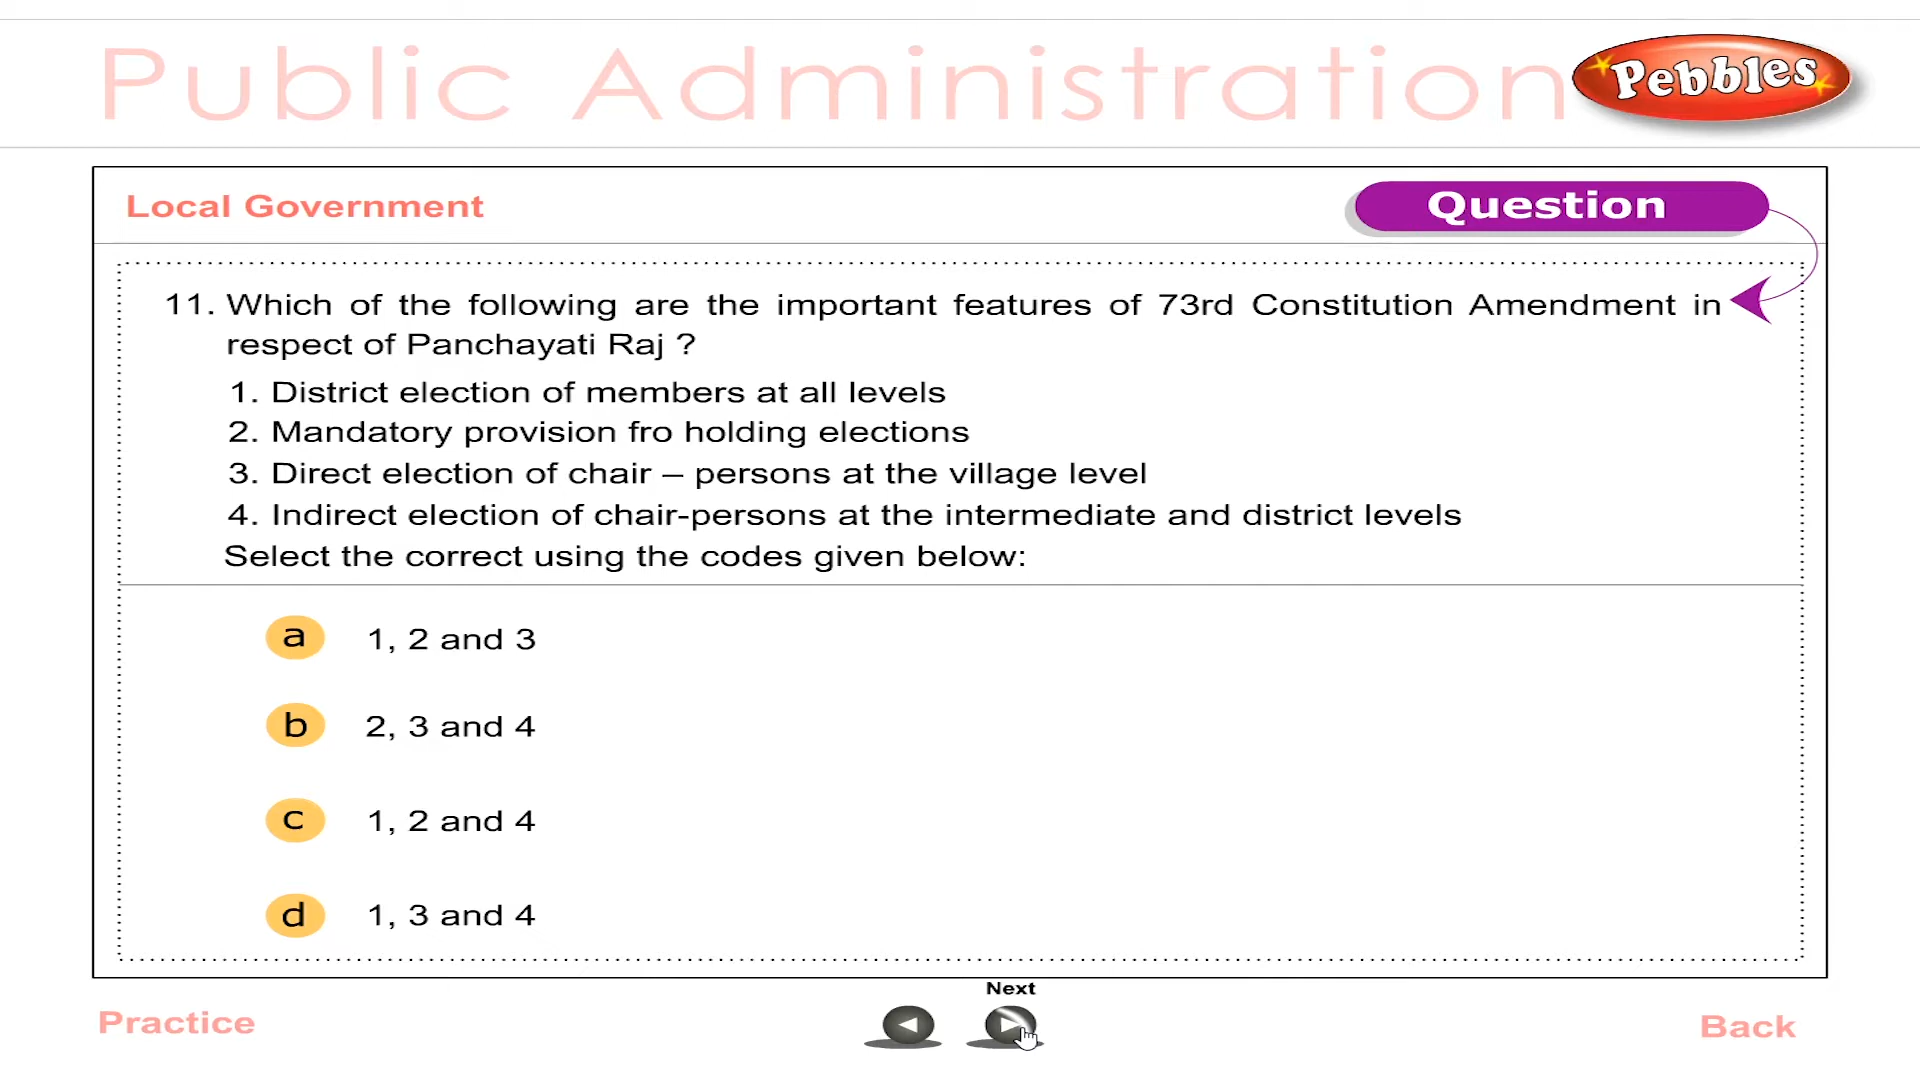 Public Administration
Pebbles
Local Government
Question
11. Which of the following are the important features of 73rd Constitution Amendment in
respect of Panchayati Raj ?
1. District election of members at all levels
2. Mandatory provision fro holding elections
3. Direct election of chair – persons at the village level
4. Indirect election of chair-persons at the intermediate and district levels
Select the correct using the codes given below:
a 1, 2 and 3
b 2, 3 and 4
c 1, 2 and 4
d 1, 3 and 4
Next
Practice
Back